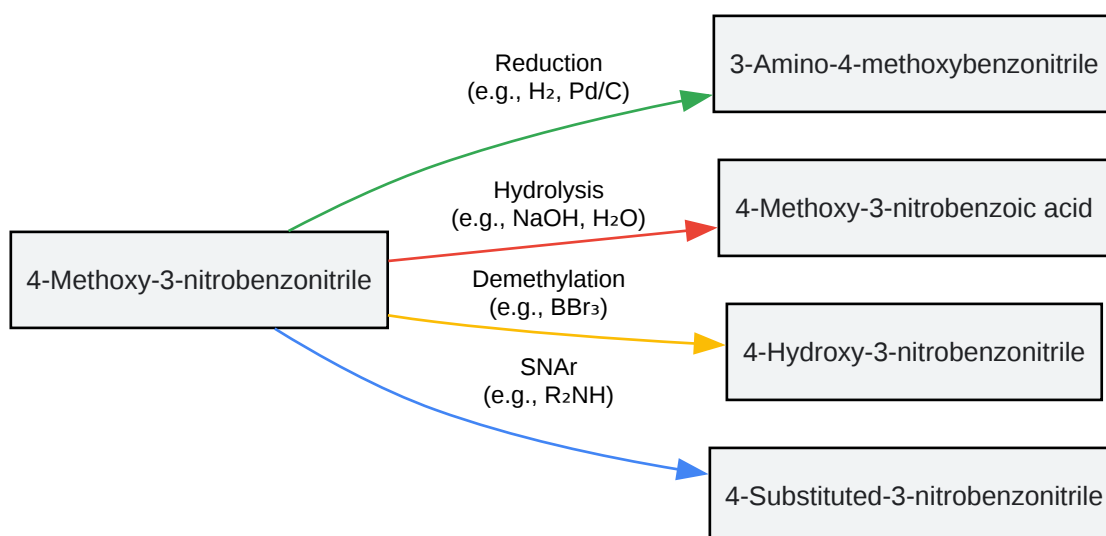 Reduction
(e.g., H₂, Pd/C)
3-Amino-4-methoxybenzonitrile
Hydrolysis
(e.g., NaOH, H₂O)
4-Methoxy-3-nitrobenzoic acid
4-Methoxy-3-nitrobenzonitrile
Demethylation
(e.g., BBr₃)
4-Hydroxy-3-nitrobenzonitrile
SNAr
(e.g., R₂NH)
4-Substituted-3-nitrobenzonitrile